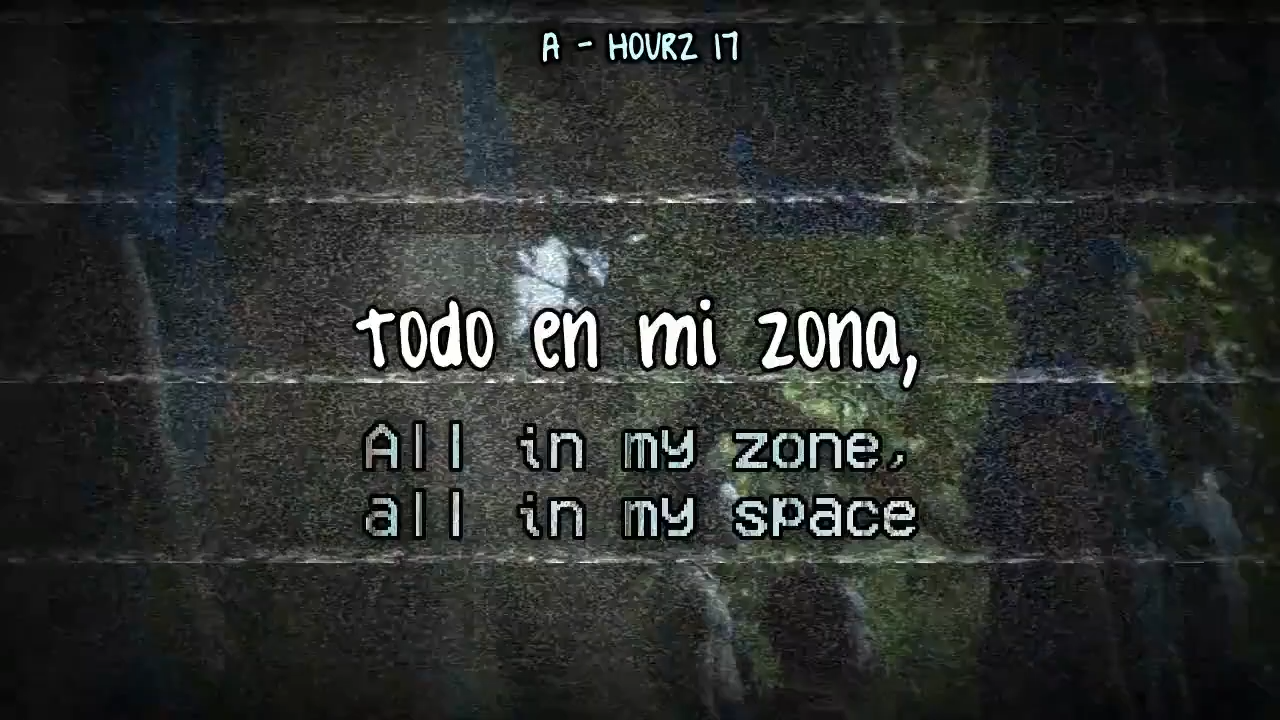 A - HOURZ 17
todo en mi zona,
All in my zone,
all in my space